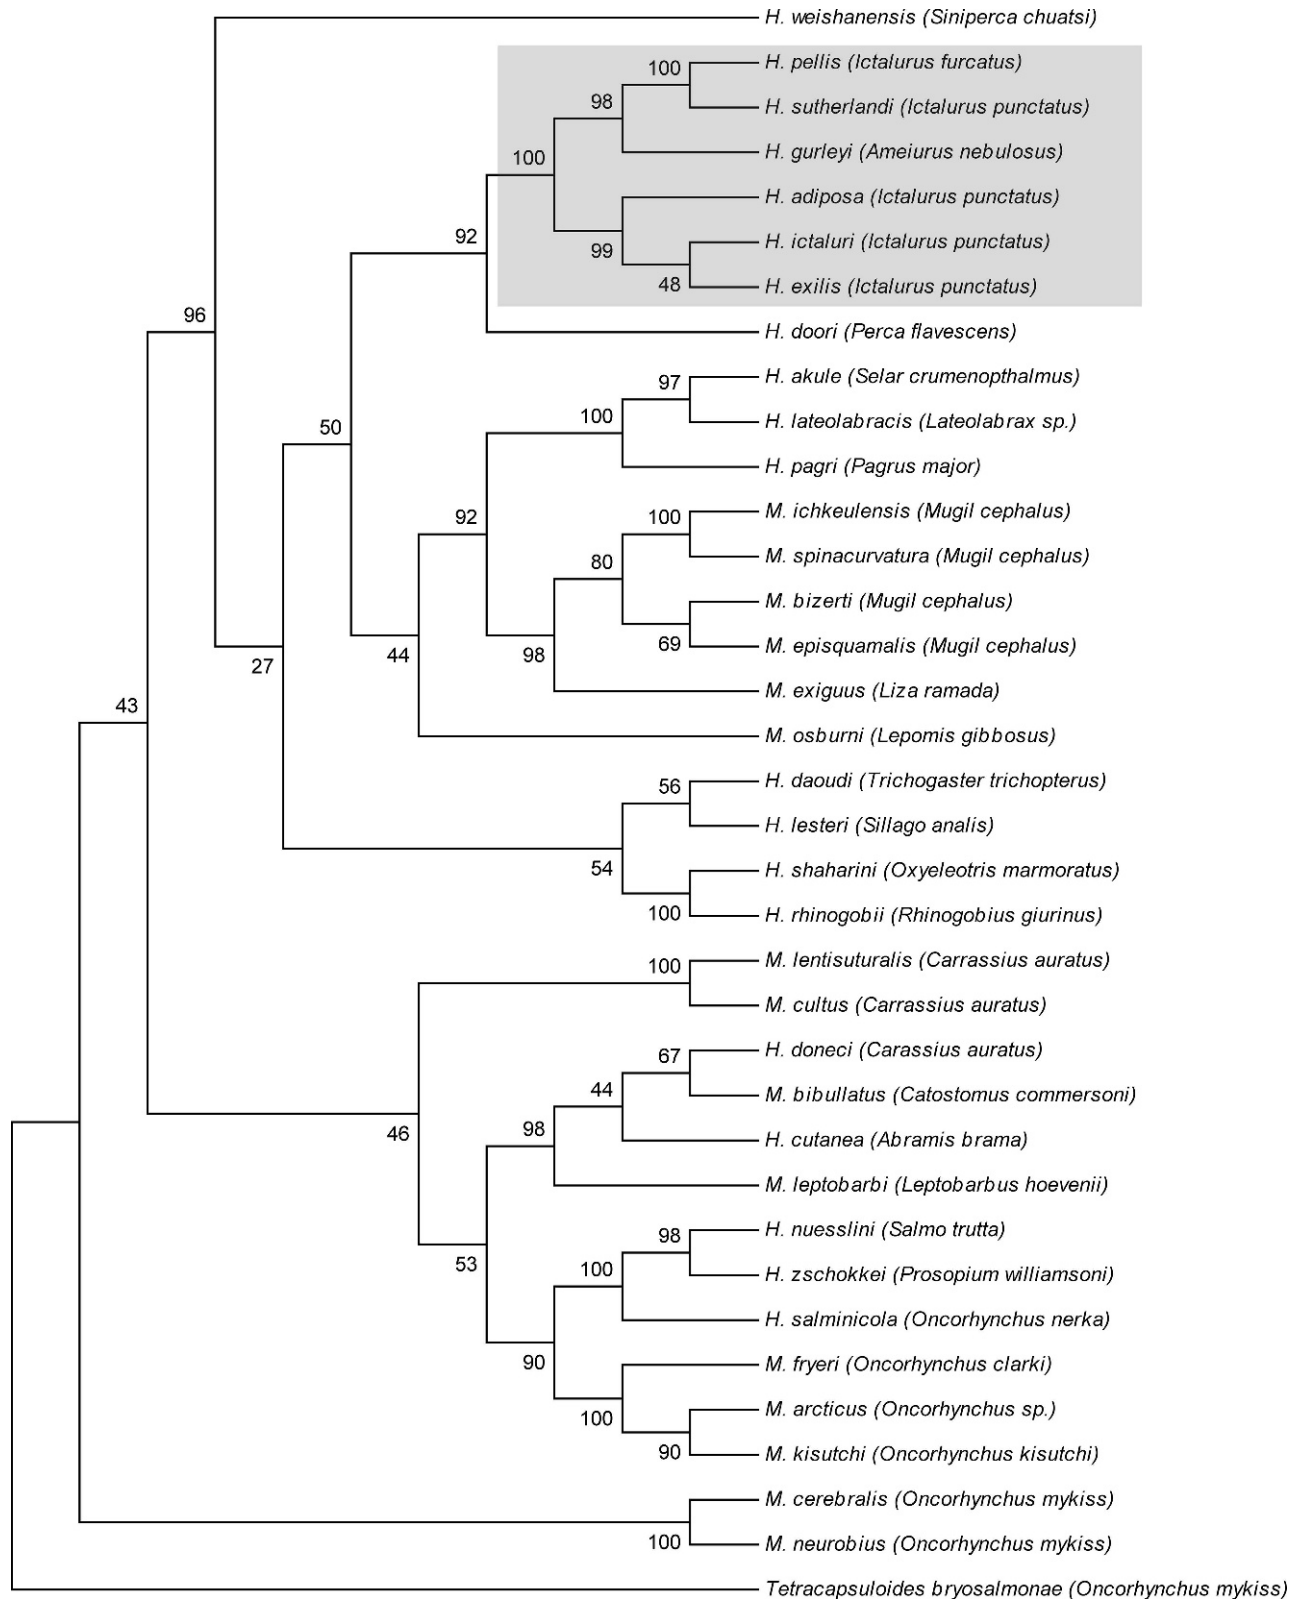 H. weishanensis (Siniperca chuatsi)
100 H. pellis (Ictalurus furcatus)
98 H. sutherlandi (Ictalurus punctatus)
100 H. gurleyi (Ameiurus nebulosus)
H. adiposa (Ictalurus punctatus)
92 99 H. ictaluri (Ictalurus punctatus)
48 H. exilis (Ictalurus punctatus)
96 H. doori (Perca flavescens)
97 H. akule (Selar crumenopthalmus)
50 100 H. lateolabracis (Lateolabrax sp.)
H. pagri (Pagrus major)
92 100 M. ichkeulensis (Mugil cephalus)
80 M. spinacurvatura (Mugil cephalus)
M. bizerti (Mugil cephalus)
27 44 98 69 M. episquamalis (Mugil cephalus)
43 M. exiguus (Liza ramada)
M. osburni (Lepomis gibbosus)
56 H. daoudi (Trichogaster trichopterus)
H. lesteri (Sillago analis)
54 H. shaharini (Oxyeleotris marmoratus)
100 H. rhinogobii (Rhinogobius giurinus)
100 M. lentisuturalis (Carrassius auratus)
M. cultus (Carrassius auratus)
67 H. doneci (Carassius auratus)
44 M. bibullatus (Catostomus commersoni)
46 98 H. cutanea (Abramis brama)
M. leptobarbi (Leptobarbus hoevenii)
98 H. nuesslini (Salmo trutta)
53 100 H. zschokkei (Prosopium williamsoni)
H. salminicola (Oncorhynchus nerka)
90 M. fryeri (Oncorhynchus clarki)
100 M. arcticus (Oncorhynchus sp.)
90 M. kisutchi (Oncorhynchus kisutchi)
M. cerebralis (Oncorhynchus mykiss)
100 M. neurobius (Oncorhynchus mykiss)
Tetracapsuloides bryosalmonae (Oncorhynchus mykiss)